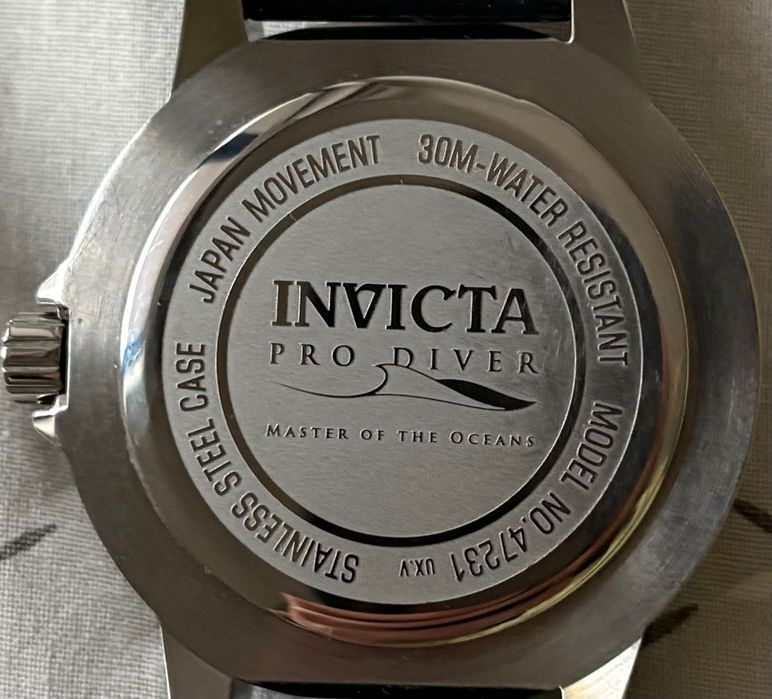 INVICTA
PRO DIVER
MASTER OF THE OCEANS
JAPAN MOVEMENT
30M-WATER RESISTANT
MODEL NO.47231 UX.V
STAINLESS STEEL CASE